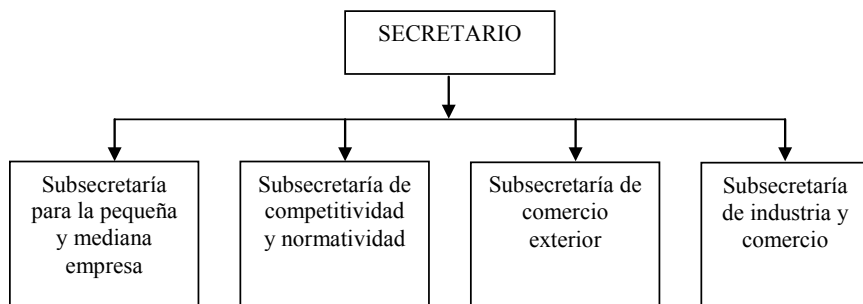 SECRETARIO
Subsecretaría
para la pequeña
y mediana
empresa
Subsecretaría de
competitividad
y normatividad
Subsecretaría de
comercio
exterior
Subsecretaría
de industria y
comercio